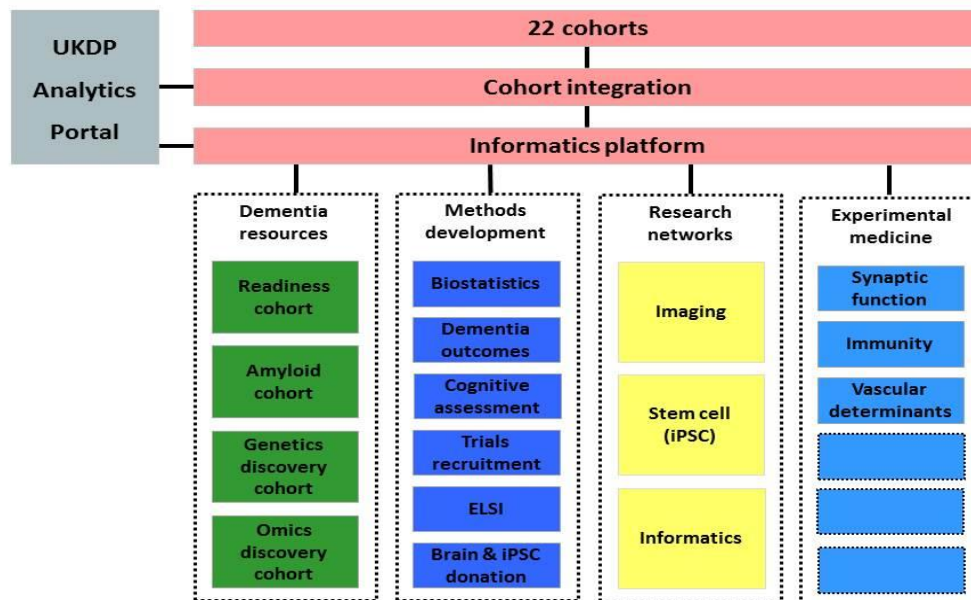 UKDP
Analytics
Portal
22 cohorts
Cohort integration
Informatics platform
Dementia
resources
Readiness
cohort
Amyloid
cohort
Genetics
discovery
cohort
Omics
discovery
cohort
Methods
development
Biostatistics
Dementia
outcomes
Cognitive
assessment
Trials
recruitment
ELSI
Brain & iPSC
donation
Research
networks
Imaging
Stem cell
(iPSC)
Informatics
Experimental
medicine
Synaptic
function
Immunity
Vascular
determinants